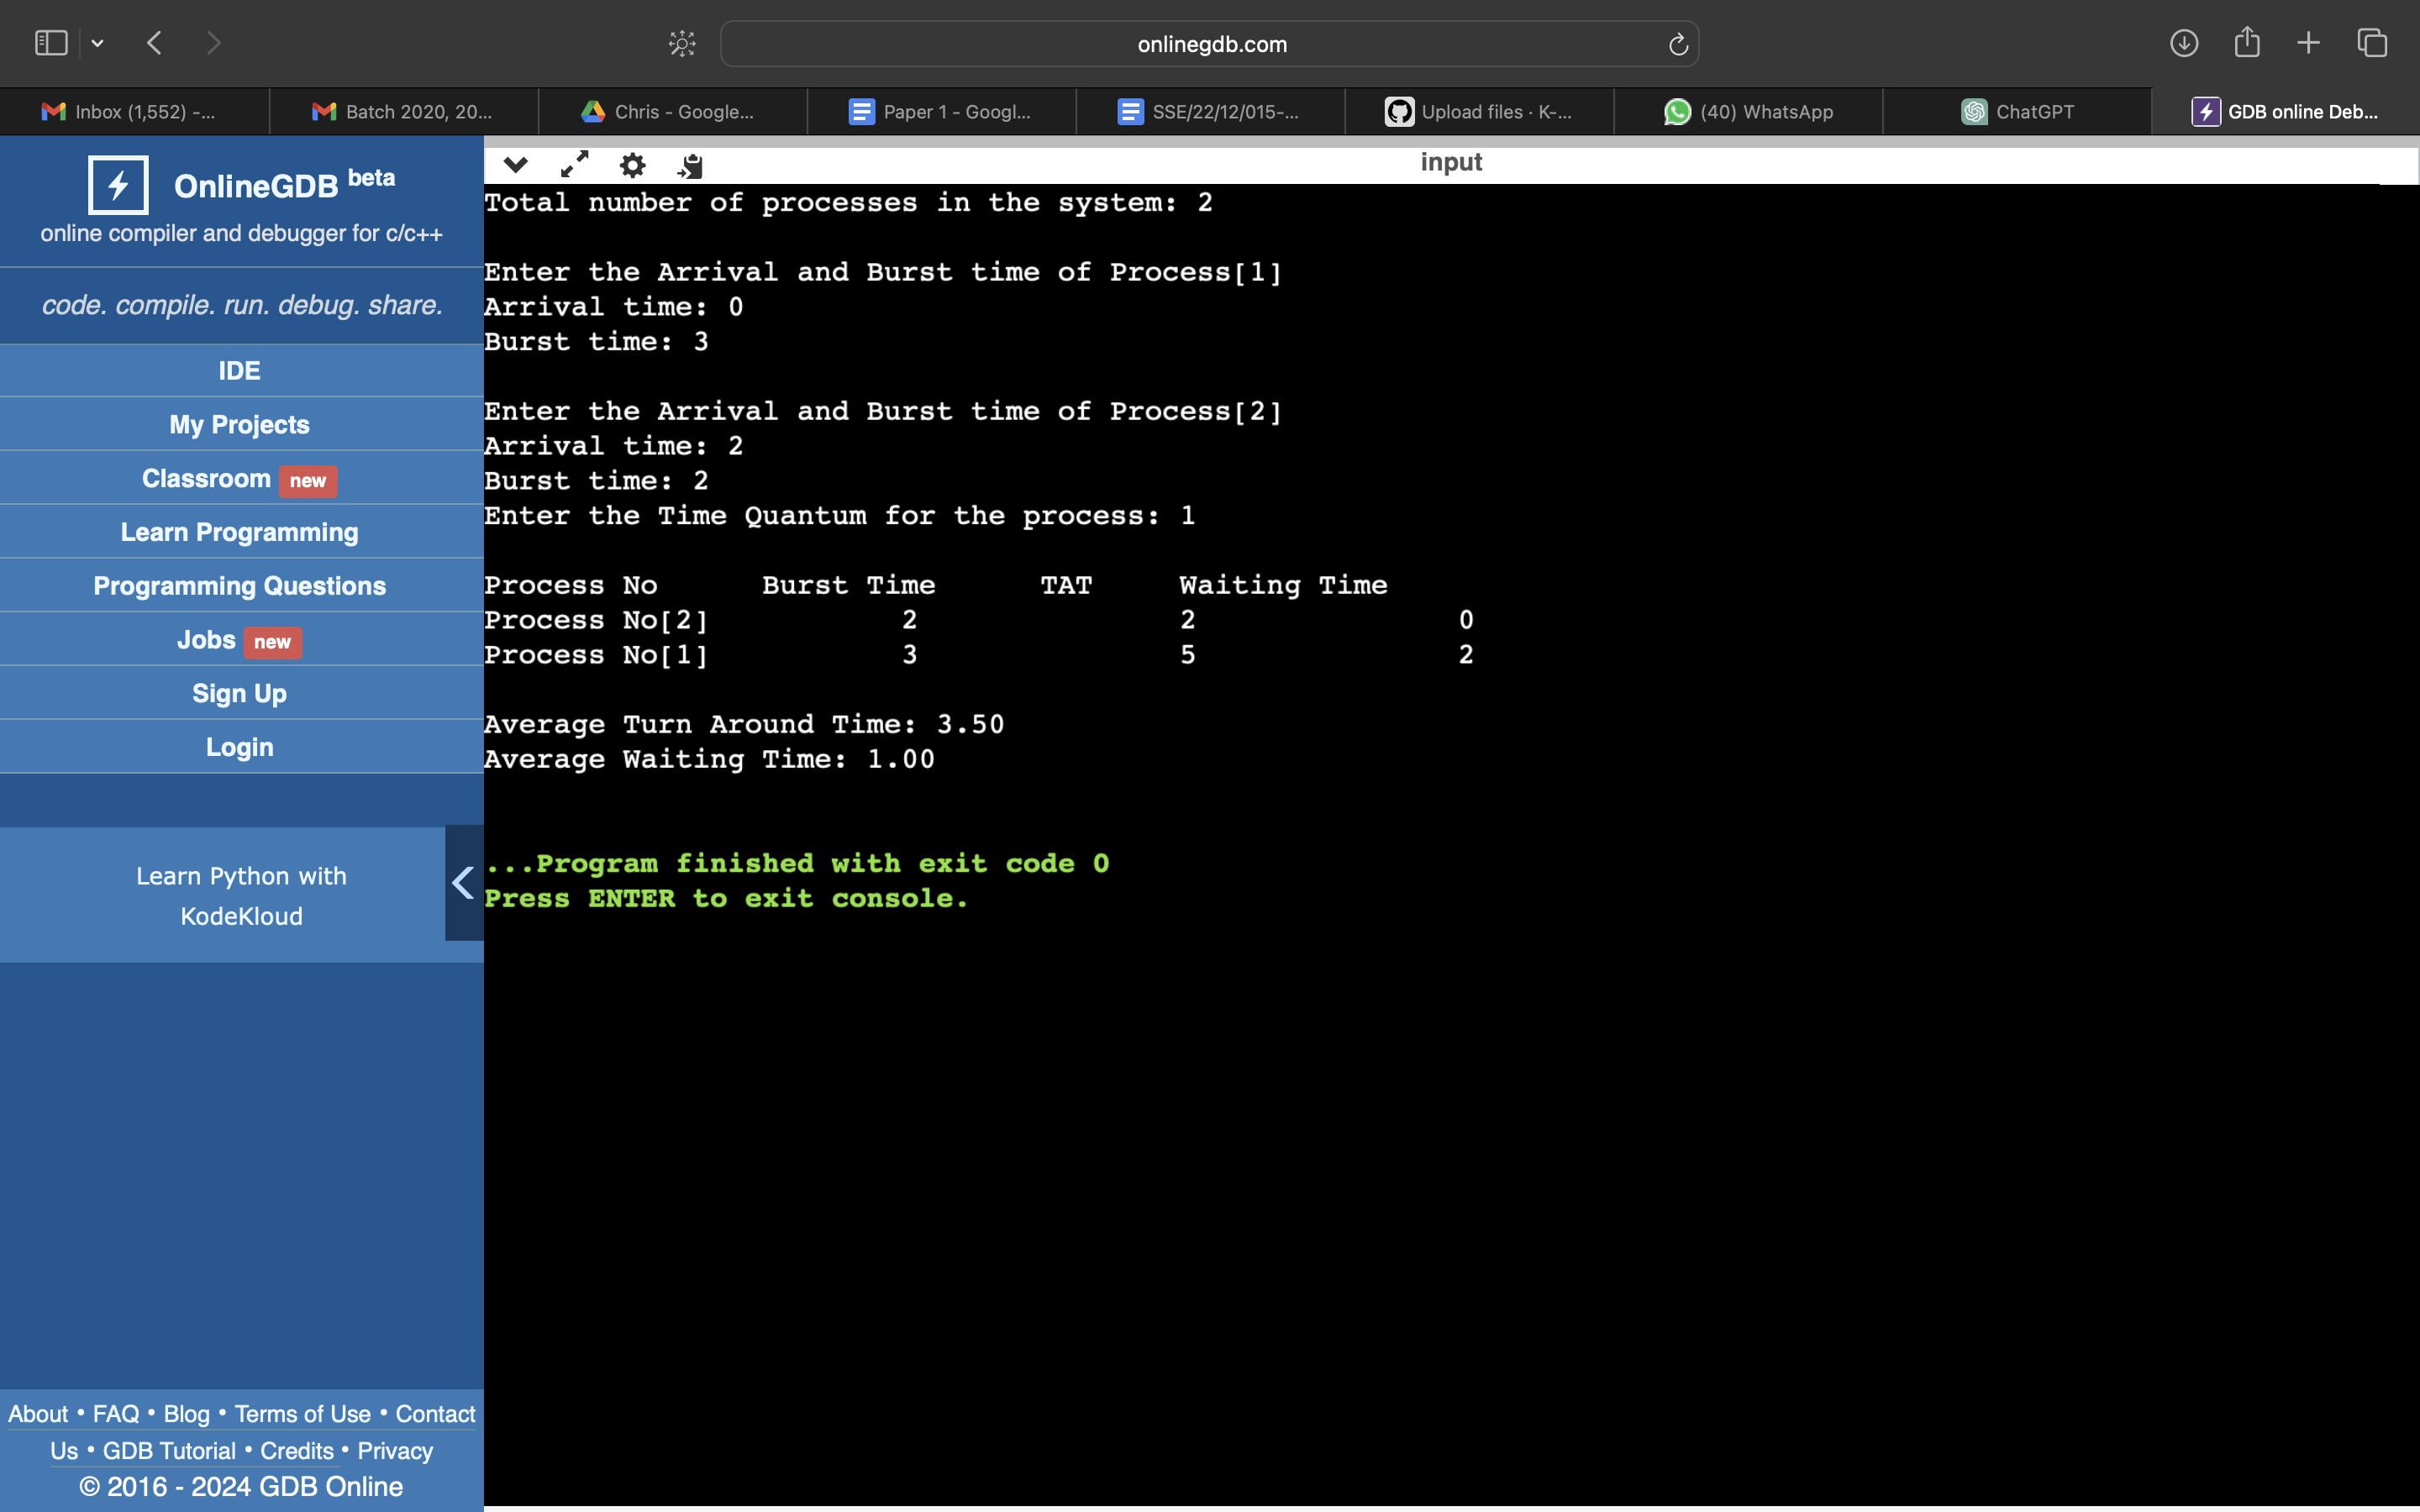 onlinegdb.com
Inbox (1,552) -...
Batch 2020, 20...
Chris - Google...
Paper 1 - Googl...
SSE/22/12/015-...
Upload files · K-...
(40) WhatsApp
ChatGPT
GDB online Deb...
OnlineGDB beta
online compiler and debugger for c/c++
code. compile. run. debug. share.
IDE
My Projects
Classroom new
Learn Programming
Programming Questions
Jobs new
Sign Up
Login
Learn Python with
KodeKloud
About • FAQ • Blog • Terms of Use • Contact
Us • GDB Tutorial • Credits • Privacy
© 2016 - 2024 GDB Online
input
Total number of processes in the system: 2
Enter the Arrival and Burst time of Process[1]
Arrival time: 0
Burst time: 3
Enter the Arrival and Burst time of Process[2]
Arrival time: 2
Burst time: 2
Enter the Time Quantum for the process: 1
Process No Burst Time TAT Waiting Time
Process No[2] 2 2 0
Process No[1] 3 5 2
Average Turn Around Time: 3.50
Average Waiting Time: 1.00
...Program finished with exit code 0
Press ENTER to exit console.